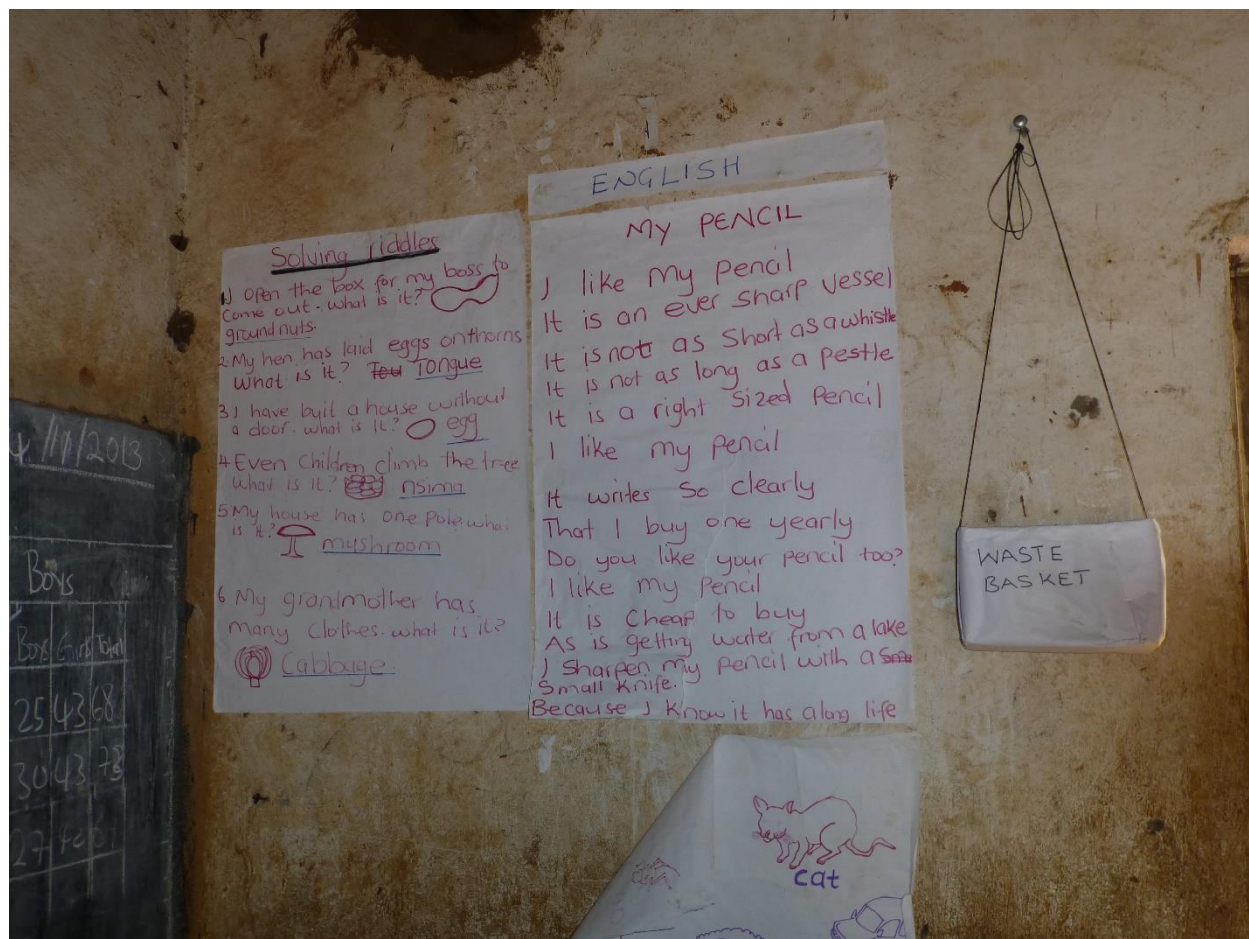 4/11/2013
Boys
Boys Girls Total
25 43 68
30 43 73
27
Solving riddles
1 Open the box for my boss to
come out. what is it?
groundnuts.
2. My hen has laid eggs on thorns
What is it? Tongue
3 I have buit a house without
a door. what is it? egg
4 Even Children climb the tree
what is it? nsima
5 My house has one pole. what
is it? myshroom
6 My grandmother has
many Clothes. what is it?
Cabbage.
ENGLISH
My PENCIL
I like my pencil
It is an ever sharp vessel
It is not as Short as a whistle
It is not as long as a pestle
It is a right Sized Pencil
I like my pencil
It writes So clearly
That I buy one yearly
Do you like your pencil too?
I like my Pencil
It is Cheap to buy
As is getting water from a lake
I Sharpen my pencil with a
Small Knife.
Because I Know it has a long life
WASTE
BASKET
cat